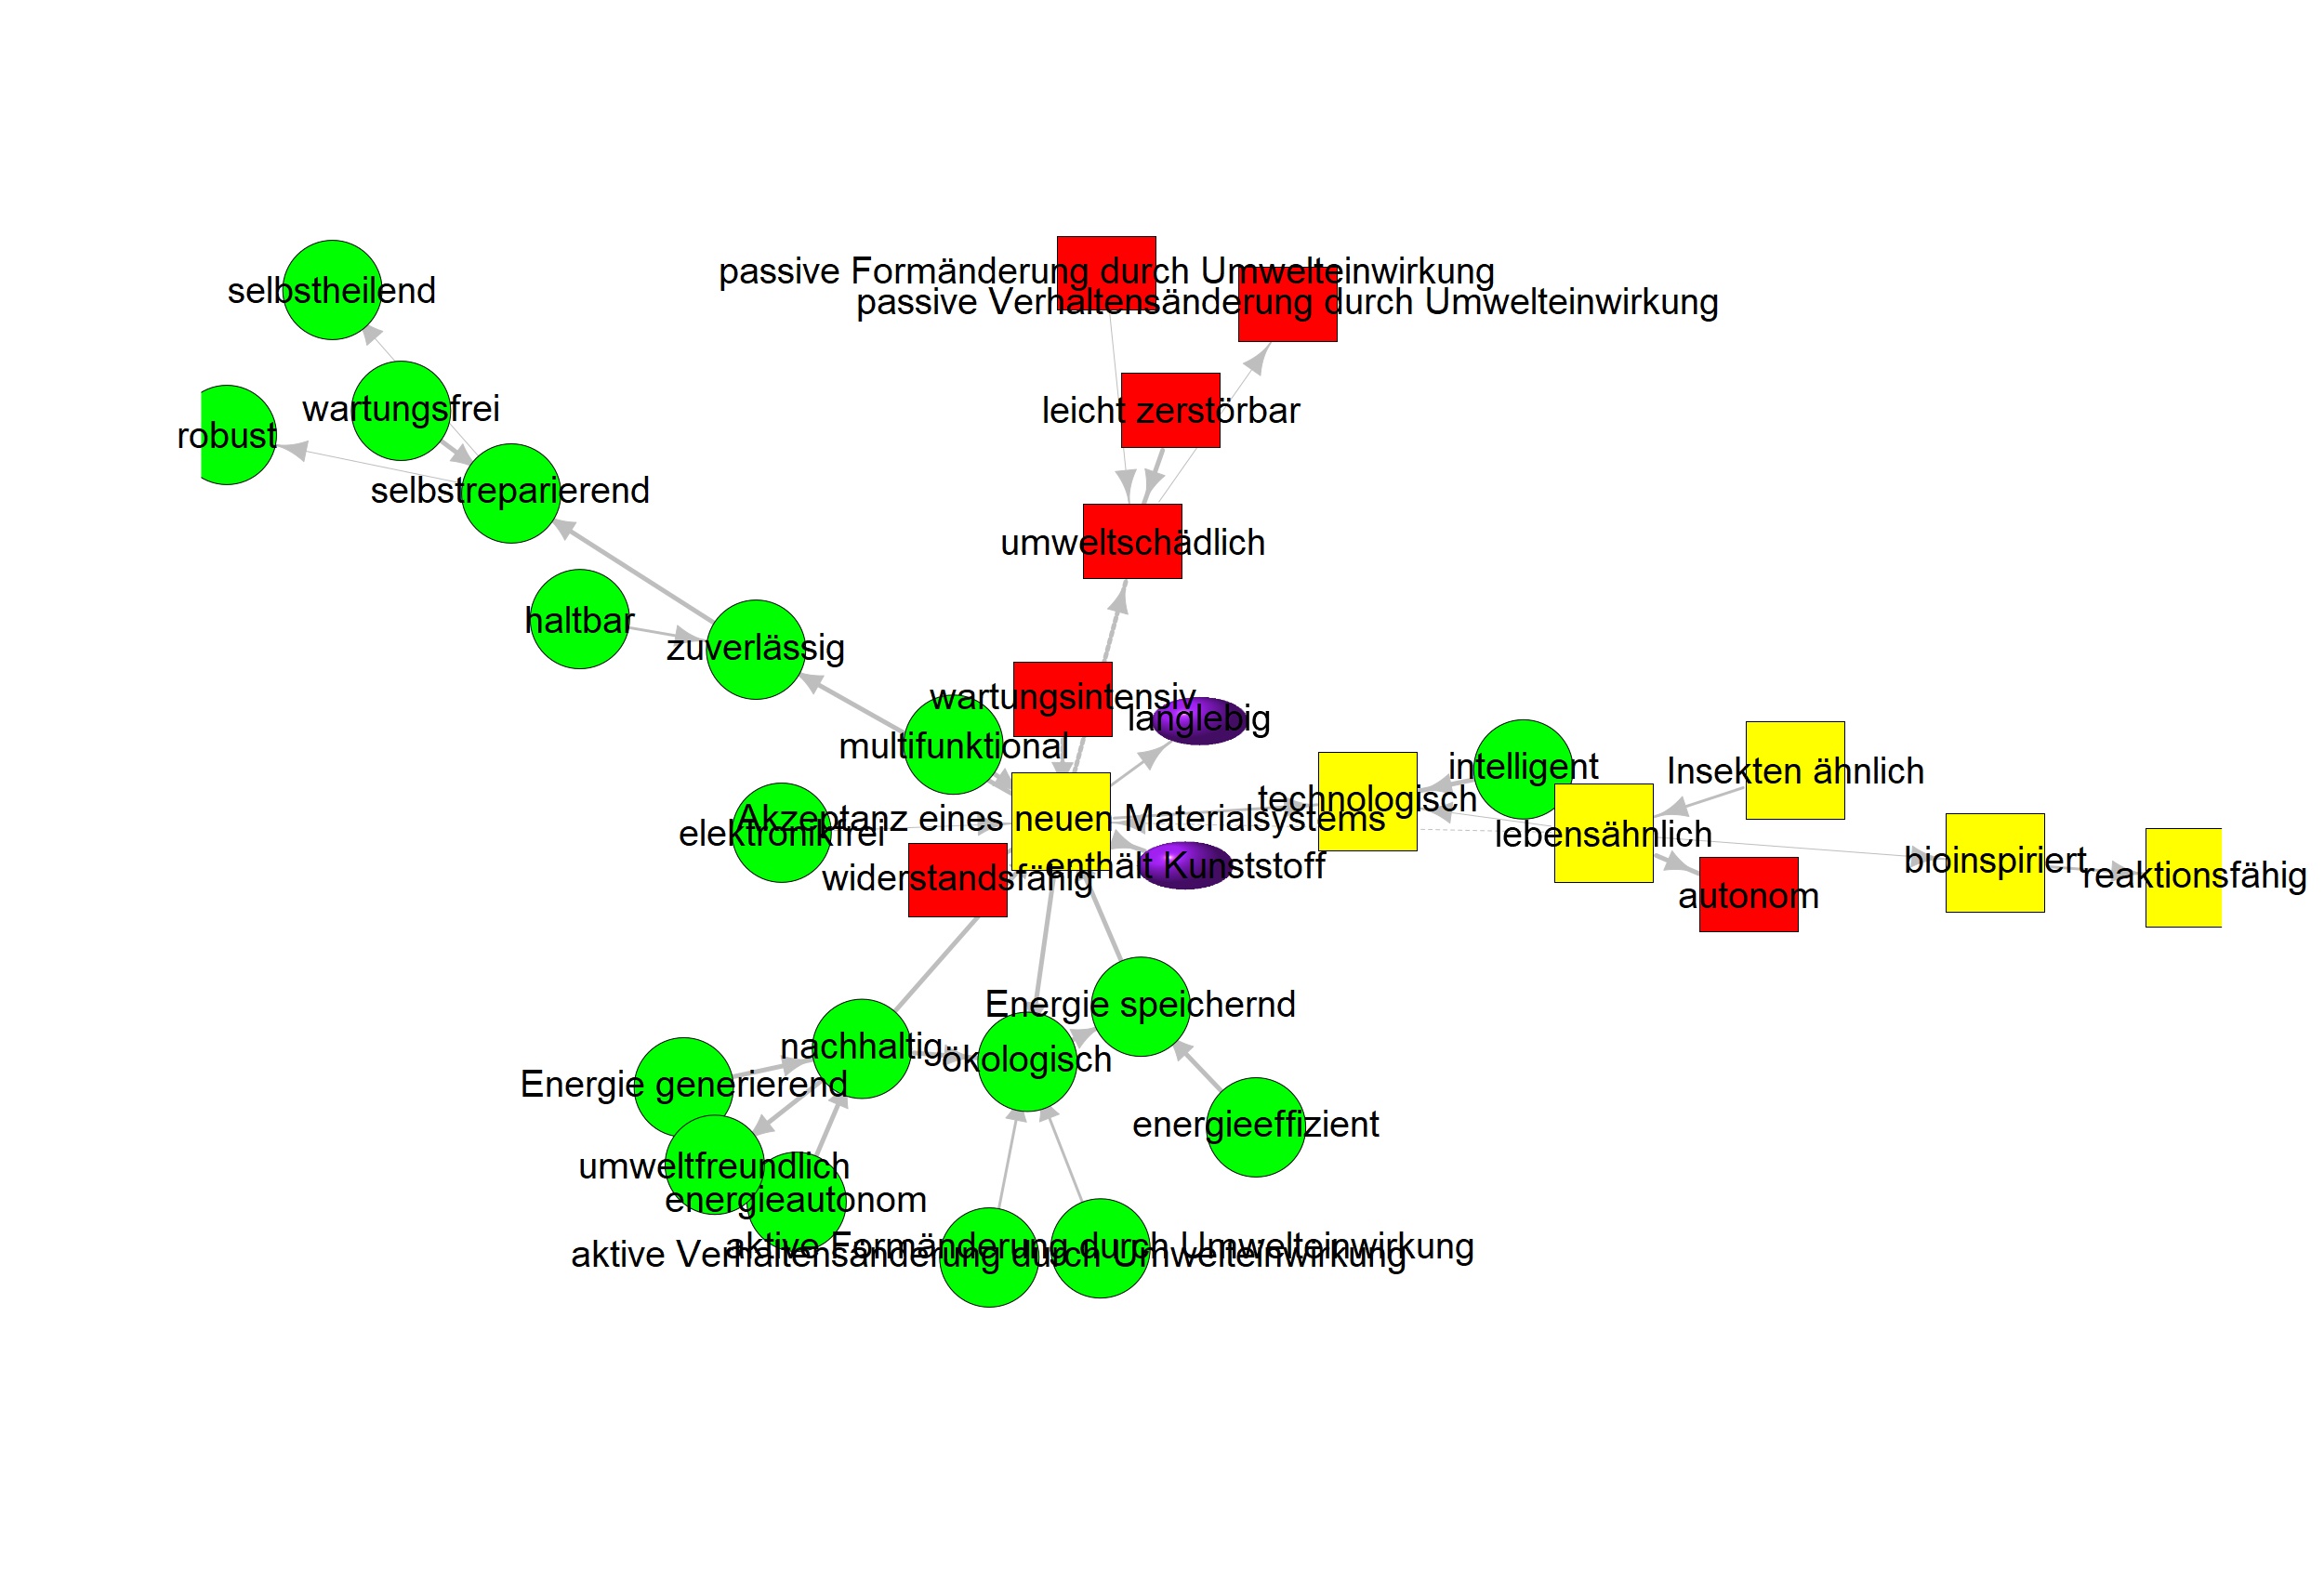 passive Formänderung durch Umwelteinwirkung
selbstheilend
passive Verhaltensänderung durch Umwelteinwirkung
wartungsfrei
leicht zerstörbar
robust
selbstreparierend
umweltschädlich
haltbar
zuverlässig
wartungsintensiv
langlebig
multifunktional
intelligent
Insekten ähnlich
technologisch
Akzeptanz eines neuen Materialsystems
elektronikfrei
lebensähnlich
bioinspiriert
enthält Kunststoff
reaktionsfähig
widerstandsfähig
autonom
Energie speichernd
nachhaltig
ökologisch
Energie generierend
energieeffizient
umweltfreundlich
energieautonom
aktive Formänderung durch Umwelteinwirkung
aktive Verhaltensänderung durch Umwelteinwirkung